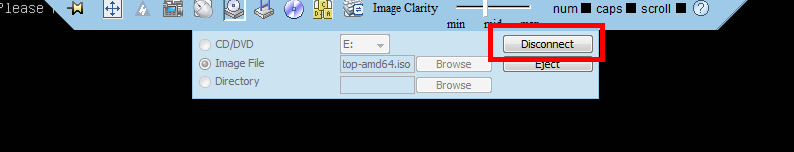 Please
Image Clarity
min mid max
num caps scroll ?
CD/DVD E: Disconnect
Image File top-amd64.iso Browse Eject
Directory Browse